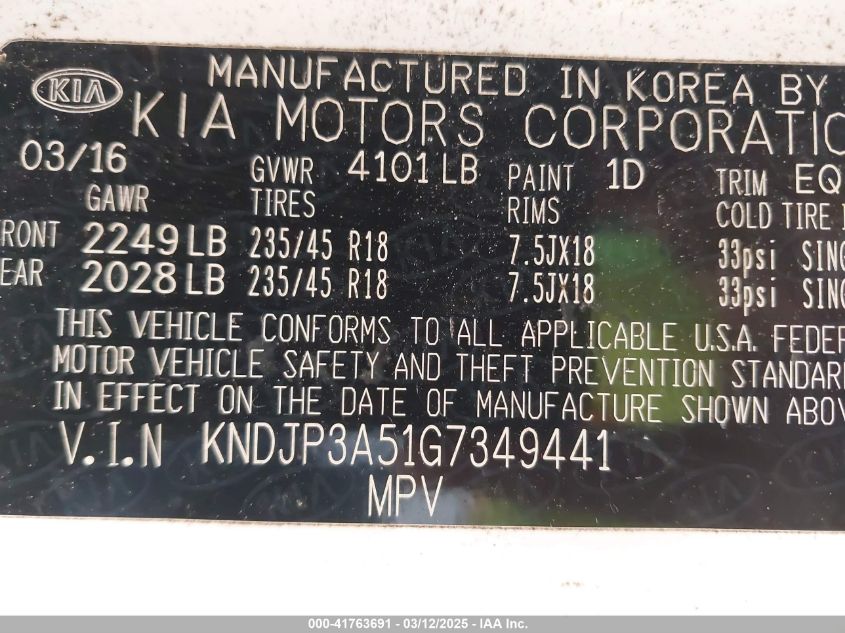 KIA
MANUFACTURED IN KOREA BY
KIA MOTORS CORPORATIO
03/16 GVWR 4101 LB PAINT 1D TRIM EQ
GAWR TIRES RIMS COLD TIRE
RONT 2249 LB 235/45 R18 7.5JX18 33psi SING
EAR 2028 LB 235/45 R18 7.5JX18 33psi SING
THIS VEHICLE CONFORMS TO ALL APPLICABLE U.S.A. FEDER
MOTOR VEHICLE SAFETY AND THEFT PREVENTION STANDAR
IN EFFECT ON THE DATE OF MANUFACTURE SHOWN ABOV
V.I.N KNDJP3A51G7349441
MPV
000-41763691 - 03/12/2025 - IAA Inc.